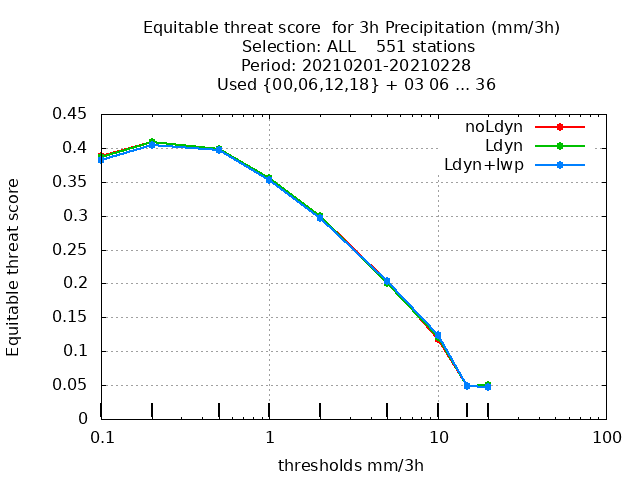 Equitable threat score  for 3h Precipitation (mm/3h)
Selection: ALL    551 stations
Period: 20210201-20210228
Used {00,06,12,18} + 03 06 ... 36
noLdyn
Ldyn
Ldyn+lwp
0.45
0.4
0.35
0.3
0.25
0.2
0.15
0.1
0.05
0
Equitable threat score
0.1 1 10 100
thresholds mm/3h